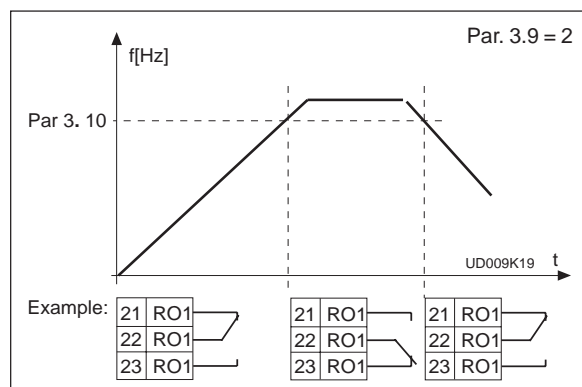 Par. 3.9 = 2
f[Hz]
Par 3. 10
UD009K19
t
Example:
21 RO1
22 RO1
23 RO1
21 RO1
22 RO1
23 RO1
21 RO1
22 RO1
23 RO1